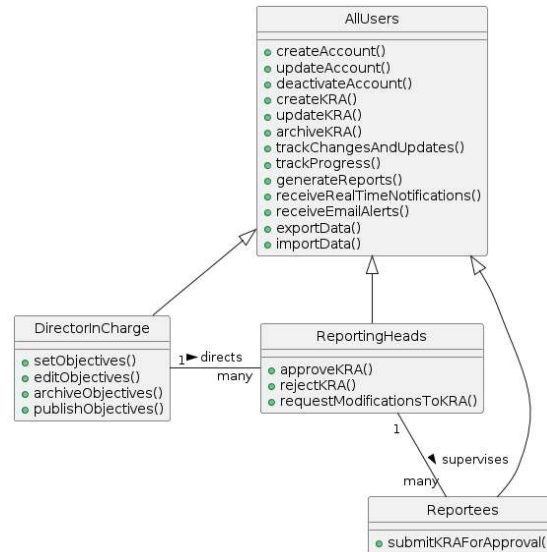 AllUsers
createAccount()
updateAccount()
deactivateAccount()
createKRA()
updateKRA()
archiveKRA()
trackChangesAndUpdates()
trackProgress()
generateReports()
receiveRealTimeNotifications()
receiveEmailAlerts()
exportData()
importData()
DirectorInCharge
setObjectives()
editObjectives()
archiveObjectives()
publishObjectives()
1 directs
many
ReportingHeads
approveKRA()
rejectKRA()
requestModificationsToKRA()
1
supervises
many
Reportees
submitKRAForApproval(